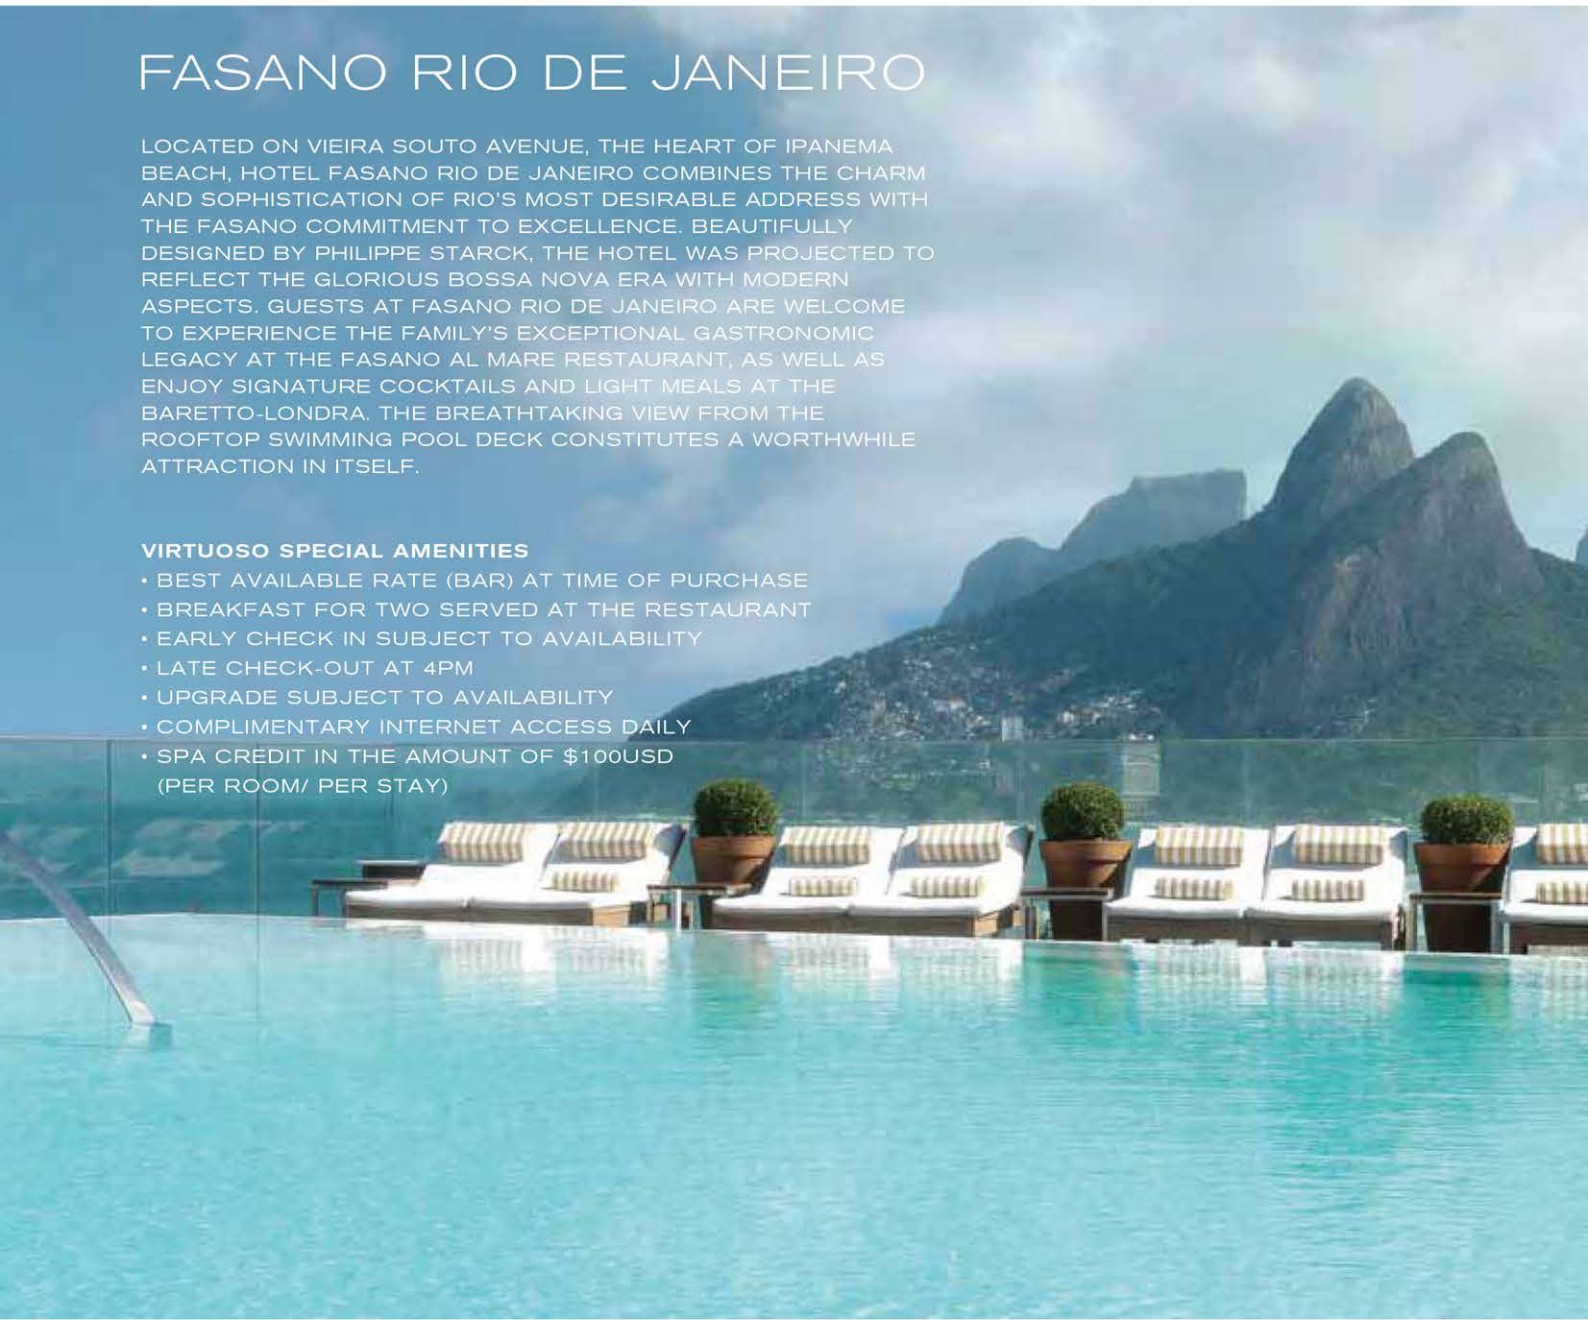 FASANO RIO DE JANEIRO
LOCATED ON VIEIRA SOUTO AVENUE, THE HEART OF IPANEMA
BEACH, HOTEL FASANO RIO DE JANEIRO COMBINES THE CHARM
AND SOPHISTICATION OF RIO'S MOST DESIRABLE ADDRESS WITH
THE FASANO COMMITMENT TO EXCELLENCE. BEAUTIFULLY
DESIGNED BY PHILIPPE STARCK, THE HOTEL WAS PROJECTED TO
REFLECT THE GLORIOUS BOSSA NOVA ERA WITH MODERN
ASPECTS. GUESTS AT FASANO RIO DE JANEIRO ARE WELCOME
TO EXPERIENCE THE FAMILY'S EXCEPTIONAL GASTRONOMIC
LEGACY AT THE FASANO AL MARE RESTAURANT, AS WELL AS
ENJOY SIGNATURE COCKTAILS AND LIGHT MEALS AT THE
BARETTO-LONDRA. THE BREATHTAKING VIEW FROM THE
ROOFTOP SWIMMING POOL DECK CONSTITUTES A WORTHWHILE
ATTRACTION IN ITSELF.
VIRTUOSO SPECIAL AMENITIES
• BEST AVAILABLE RATE (BAR) AT TIME OF PURCHASE
• BREAKFAST FOR TWO SERVED AT THE RESTAURANT
• EARLY CHECK IN SUBJECT TO AVAILABILITY
• LATE CHECK-OUT AT 4PM
• UPGRADE SUBJECT TO AVAILABILITY
• COMPLIMENTARY INTERNET ACCESS DAILY
• SPA CREDIT IN THE AMOUNT OF $100USD
(PER ROOM/ PER STAY)